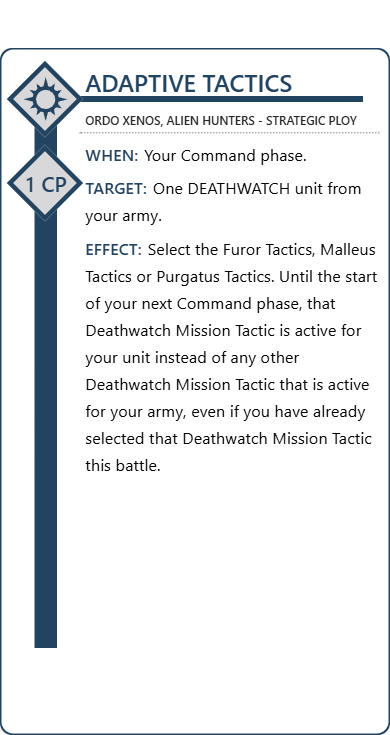 ADAPTIVE TACTICS
ORDO XENOS, ALIEN HUNTERS - STRATEGIC PLOY
1 CP
WHEN: Your Command phase.
TARGET: One DEATHWATCH unit from
your army.
EFFECT: Select the Furor Tactics, Malleus
Tactics or Purgatus Tactics. Until the start
of your next Command phase, that
Deathwatch Mission Tactic is active for
your unit instead of any other
Deathwatch Mission Tactic that is active
for your army, even if you have already
selected that Deathwatch Mission Tactic
this battle.